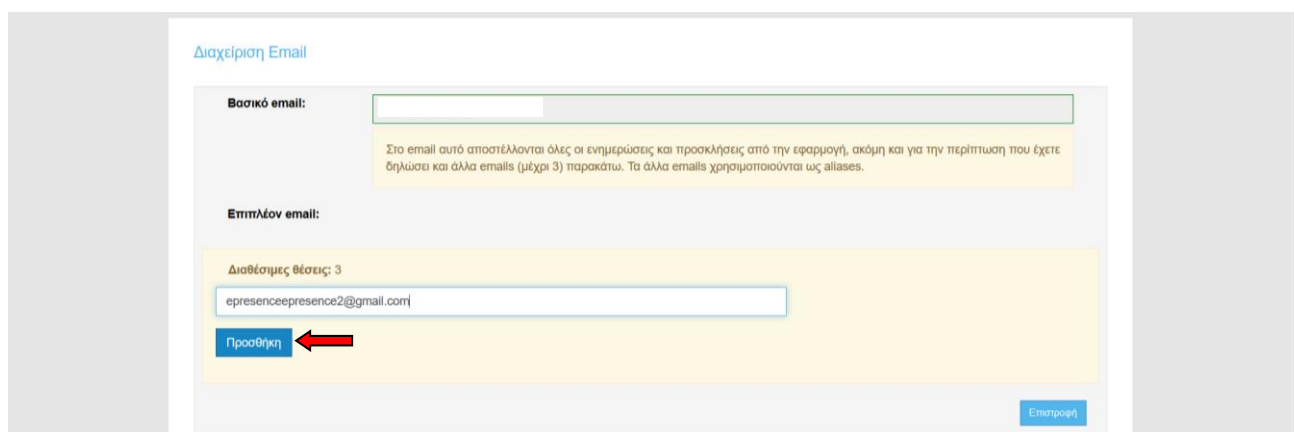 Διαχείριση Email
Βασικό email:
Στο email αυτό αποστέλλονται όλες οι ενημερώσεις και προσκλήσεις από την εφαρμογή, ακόμη και για την περίπτωση που έχετε
δηλώσει και άλλα emails (μέχρι 3) παρακάτω. Τα άλλα emails χρησιμοποιούνται ως aliases.
Επιπλέον email:
Διαθέσιμες θέσεις: 3
epresenceepresence2@gmail.com
Προσθήκη
Επιστροφή